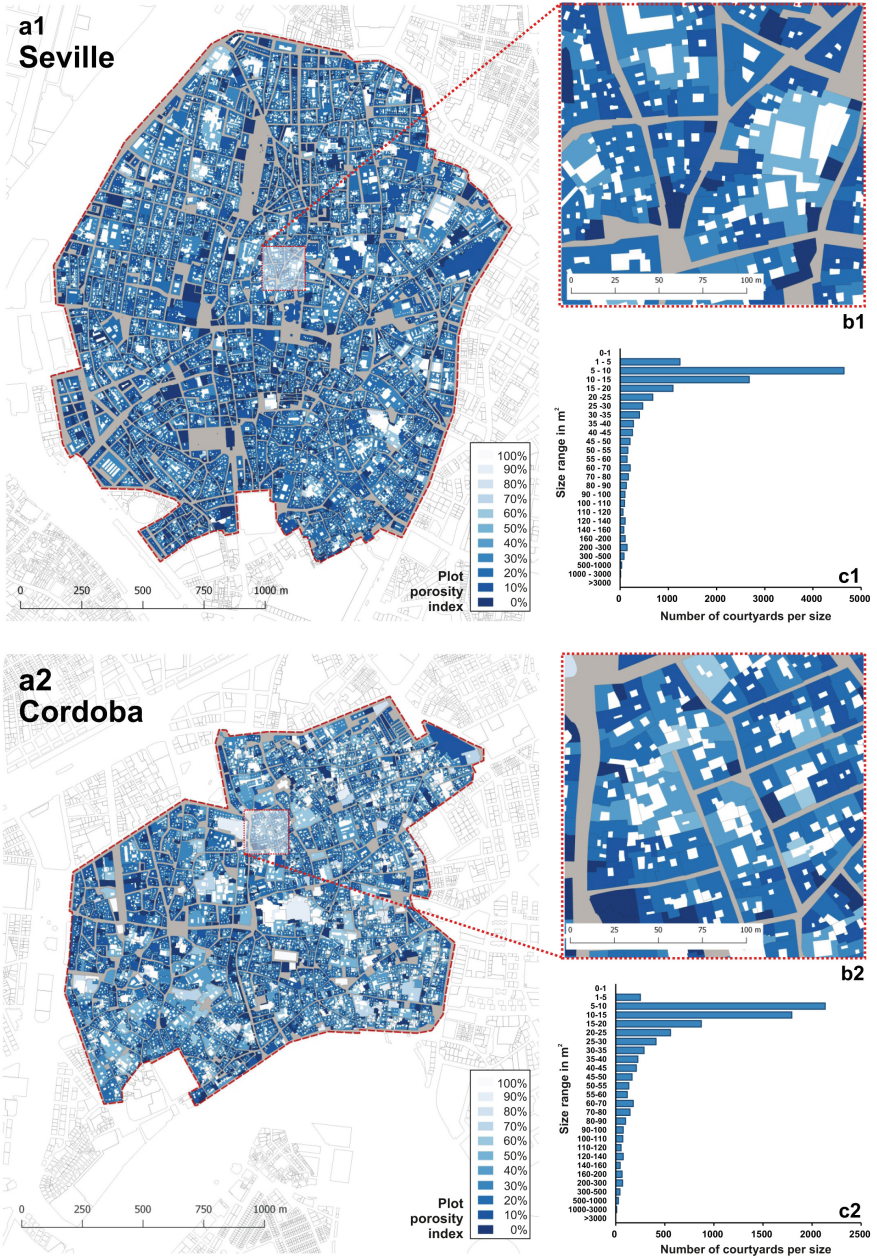 a1
Seville
100%
90%
80%
70%
60%
50%
40%
30%
20%
10%
0%
Plot
porosity
index
0 250 500 750 1000 m
0 25 50 75 100 m
b1
0-1
1 - 5
5 - 10
10 - 15
15 - 20
20 -25
25 -30
30 -35
35 -40
40 -45
45 - 50
50 - 55
55 - 60
60 - 70
70 - 80
80 - 90
90 - 100
100 - 110
110 - 120
120 - 140
140 - 160
160 -200
200 - 300
300 - 500
500-1000
1000 - 3000
>3000
Size range in m²
c1
0 1000 2000 3000 4000 5000
Number of courtyards per size
a2
Cordoba
100%
90%
80%
70%
60%
50%
40%
30%
20%
10%
0%
Plot
porosity
index
0 250 500 750 1000 m
0 25 50 75 100 m
b2
0-1
1-5
5-10
10-15
15-20
20-25
25-30
30-35
35-40
40-45
45-50
50-55
55-60
60-70
70-80
80-90
90-100
100-110
110-120
120-140
140-160
160-200
200-300
300-500
500-1000
1000-3000
>3000
Size range in m²
c2
0 500 1000 1500 2000 2500
Number of courtyards per size